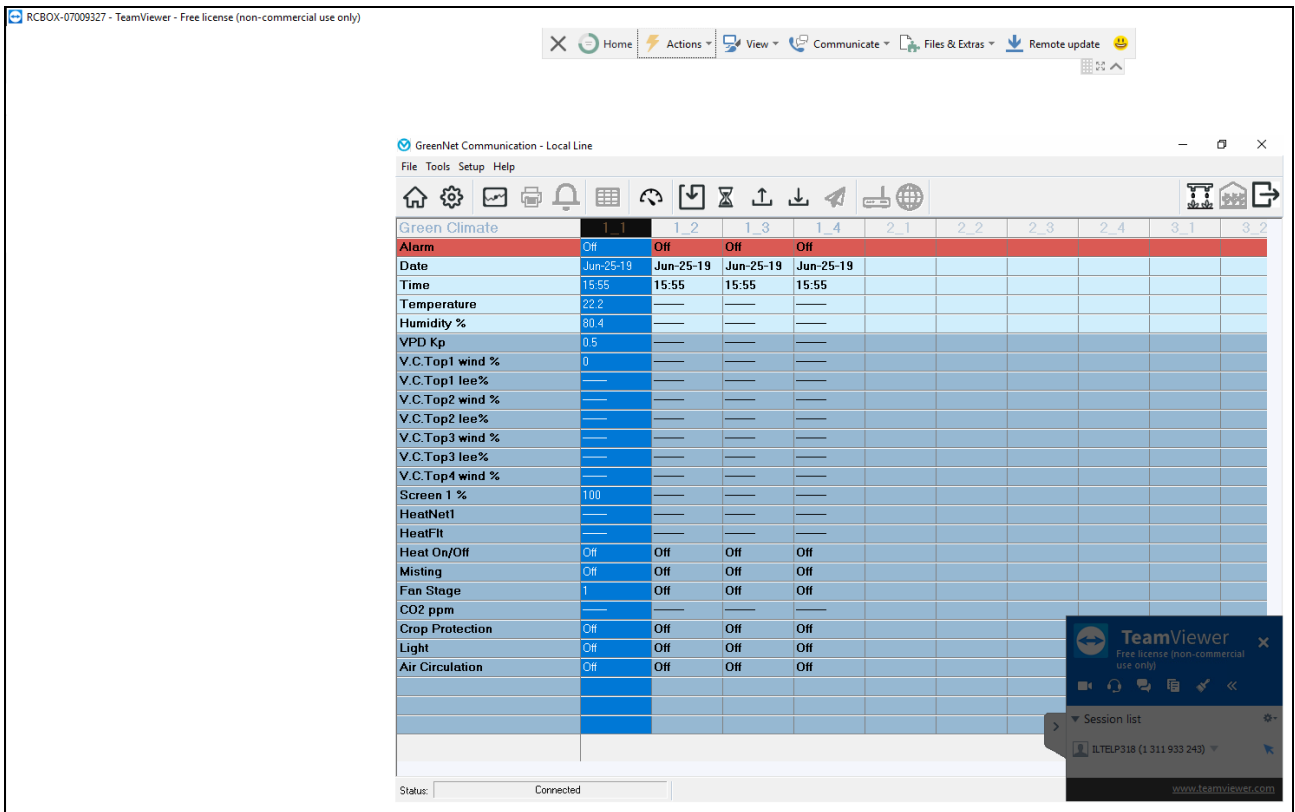 RCBOX-07009327 - TeamViewer - Free license (non-commercial use only)
Home Actions View Communicate Files & Extras Remote update
GreenNet Communication - Local Line
File Tools Setup Help
Green Climate 1_1 1_2 1_3 1_4 2_1 2_2 2_3 2_4 3_1 3_2
Alarm Off Off Off Off
Date Jun-25-19 Jun-25-19 Jun-25-19 Jun-25-19
Time 15:55 15:55 15:55 15:55
Temperature 22.2 —— —— ——
Humidity % 80.4 —— —— ——
VPD Kp 0.5 —— —— ——
V.C.Top1 wind % 0 —— —— ——
V.C.Top1 lee% —— —— —— ——
V.C.Top2 wind % —— —— —— ——
V.C.Top2 lee% —— —— —— ——
V.C.Top3 wind % —— —— —— ——
V.C.Top3 lee% —— —— —— ——
V.C.Top4 wind % —— —— —— ——
Screen 1 % 100 —— —— ——
HeatNet1 —— —— —— ——
HeatFlt —— —— —— ——
Heat On/Off Off Off Off Off
Misting Off Off Off Off
Fan Stage 1 Off Off Off
CO2 ppm —— —— —— ——
Crop Protection Off Off Off Off
Light Off Off Off Off
Air Circulation Off Off Off Off
TeamViewer
Free license (non-commercial
use only)
Session list
ILTELP318 (1 311 933 243)
www.teamviewer.com
Status: Connected